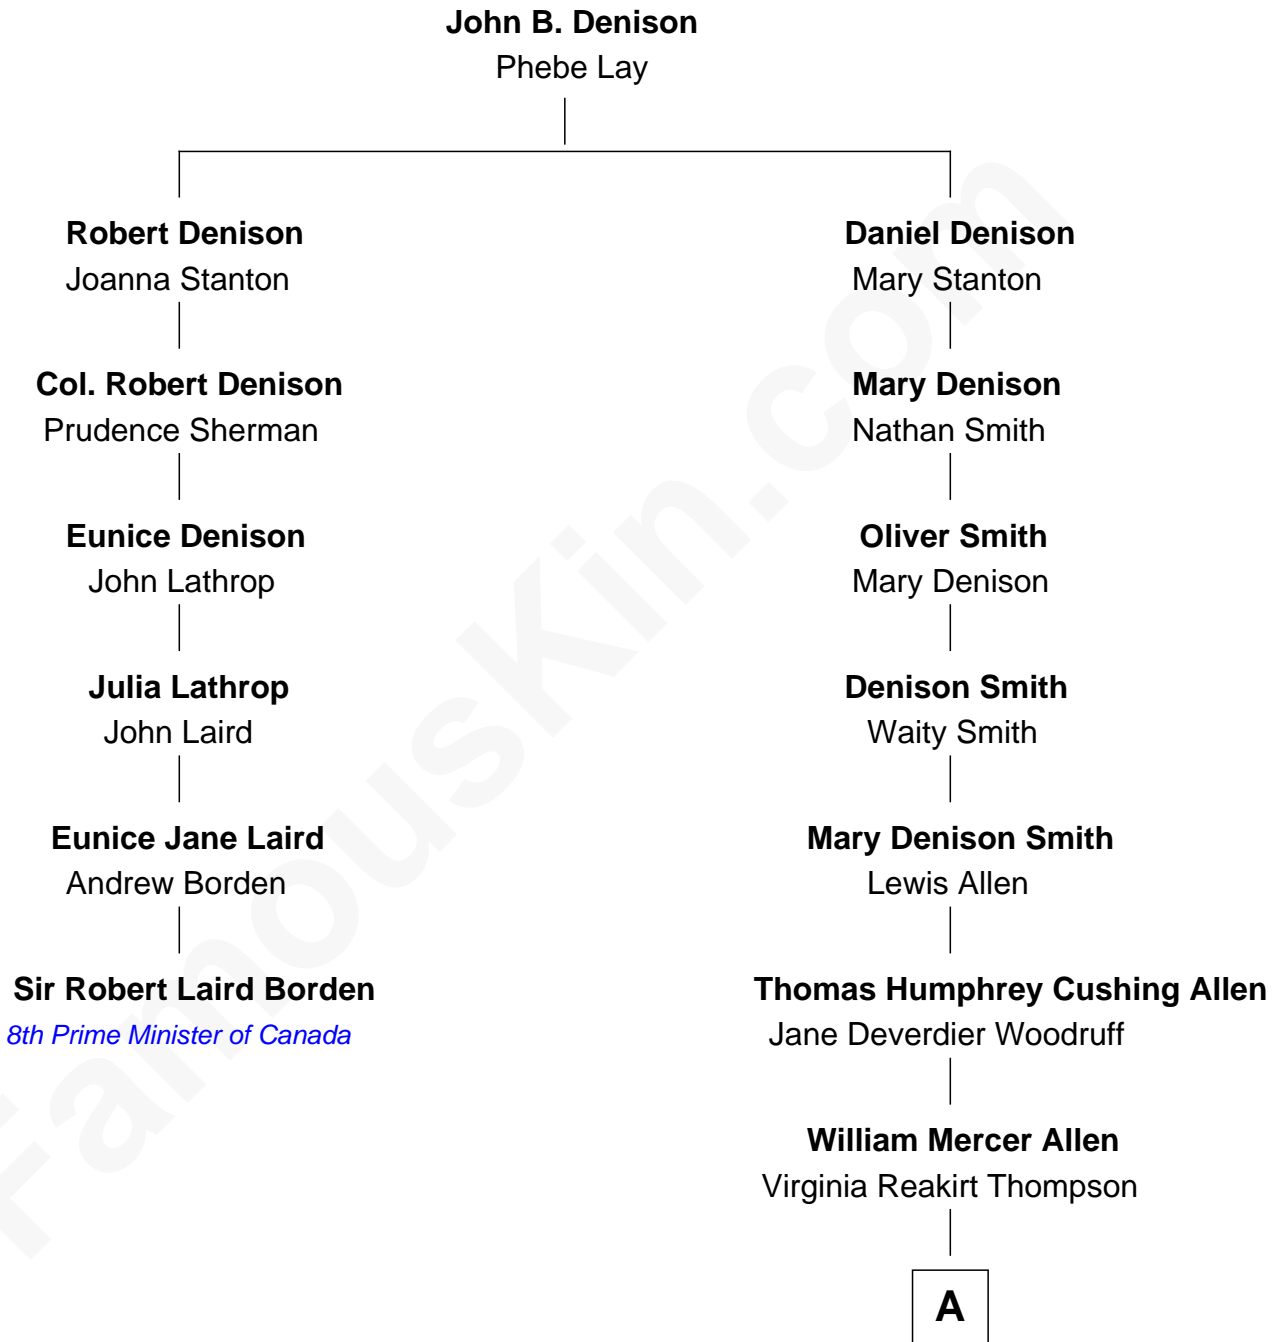 John B. Denison
Phebe Lay
Robert Denison
Joanna Stanton
Daniel Denison
Mary Stanton
Col. Robert Denison
Prudence Sherman
Mary Denison
Nathan Smith
Eunice Denison
John Lathrop
Oliver Smith
Mary Denison
Julia Lathrop
John Laird
Denison Smith
Waity Smith
Eunice Jane Laird
Andrew Borden
Mary Denison Smith
Lewis Allen
Sir Robert Laird Borden
8th Prime Minister of Canada
Thomas Humphrey Cushing Allen
Jane Deverdier Woodruff
William Mercer Allen
Virginia Reakirt Thompson
A
FamousKin.com